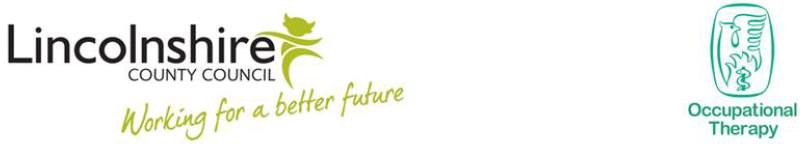 Lincolnshire
COUNTY COUNCIL
Working for a better future
Occupational
Therapy